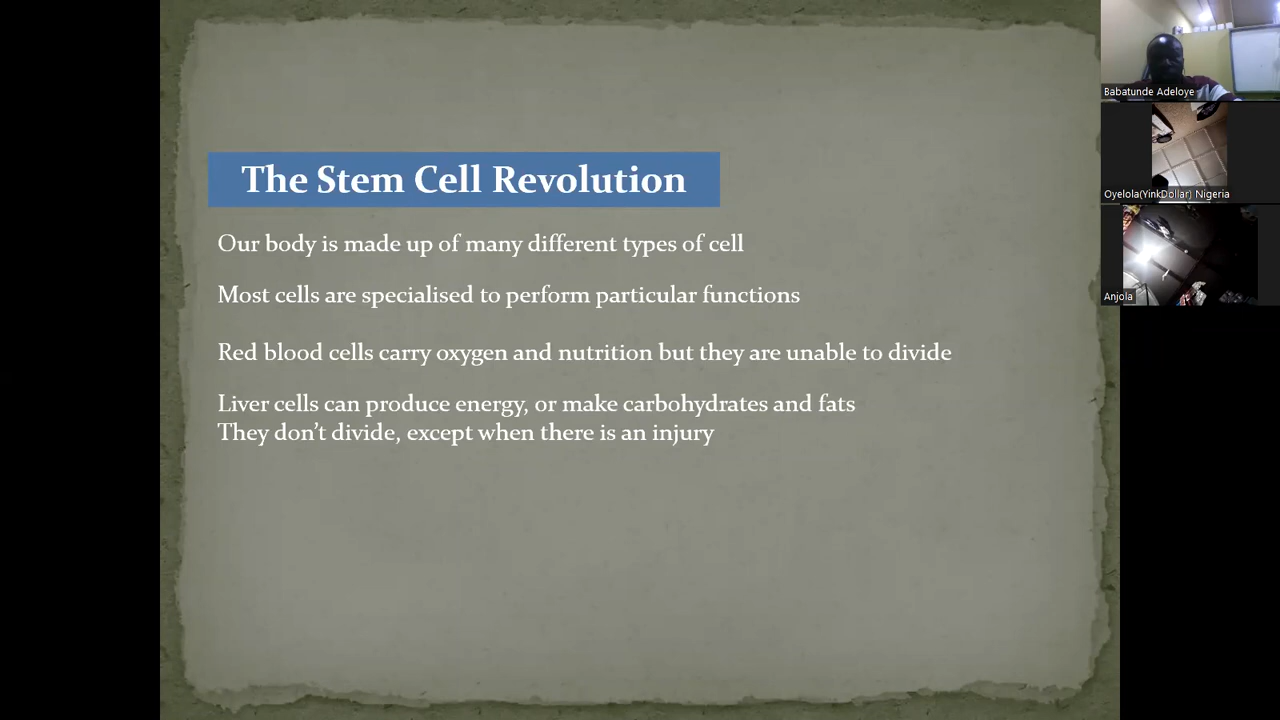 The Stem Cell Revolution
Our body is made up of many different types of cell
Most cells are specialised to perform particular functions
Red blood cells carry oxygen and nutrition but they are unable to divide
Liver cells can produce energy, or make carbohydrates and fats
They don’t divide, except when there is an injury
Babatunde Adeloye
Oyelola(YinkDollar) Nigeria
Anjola